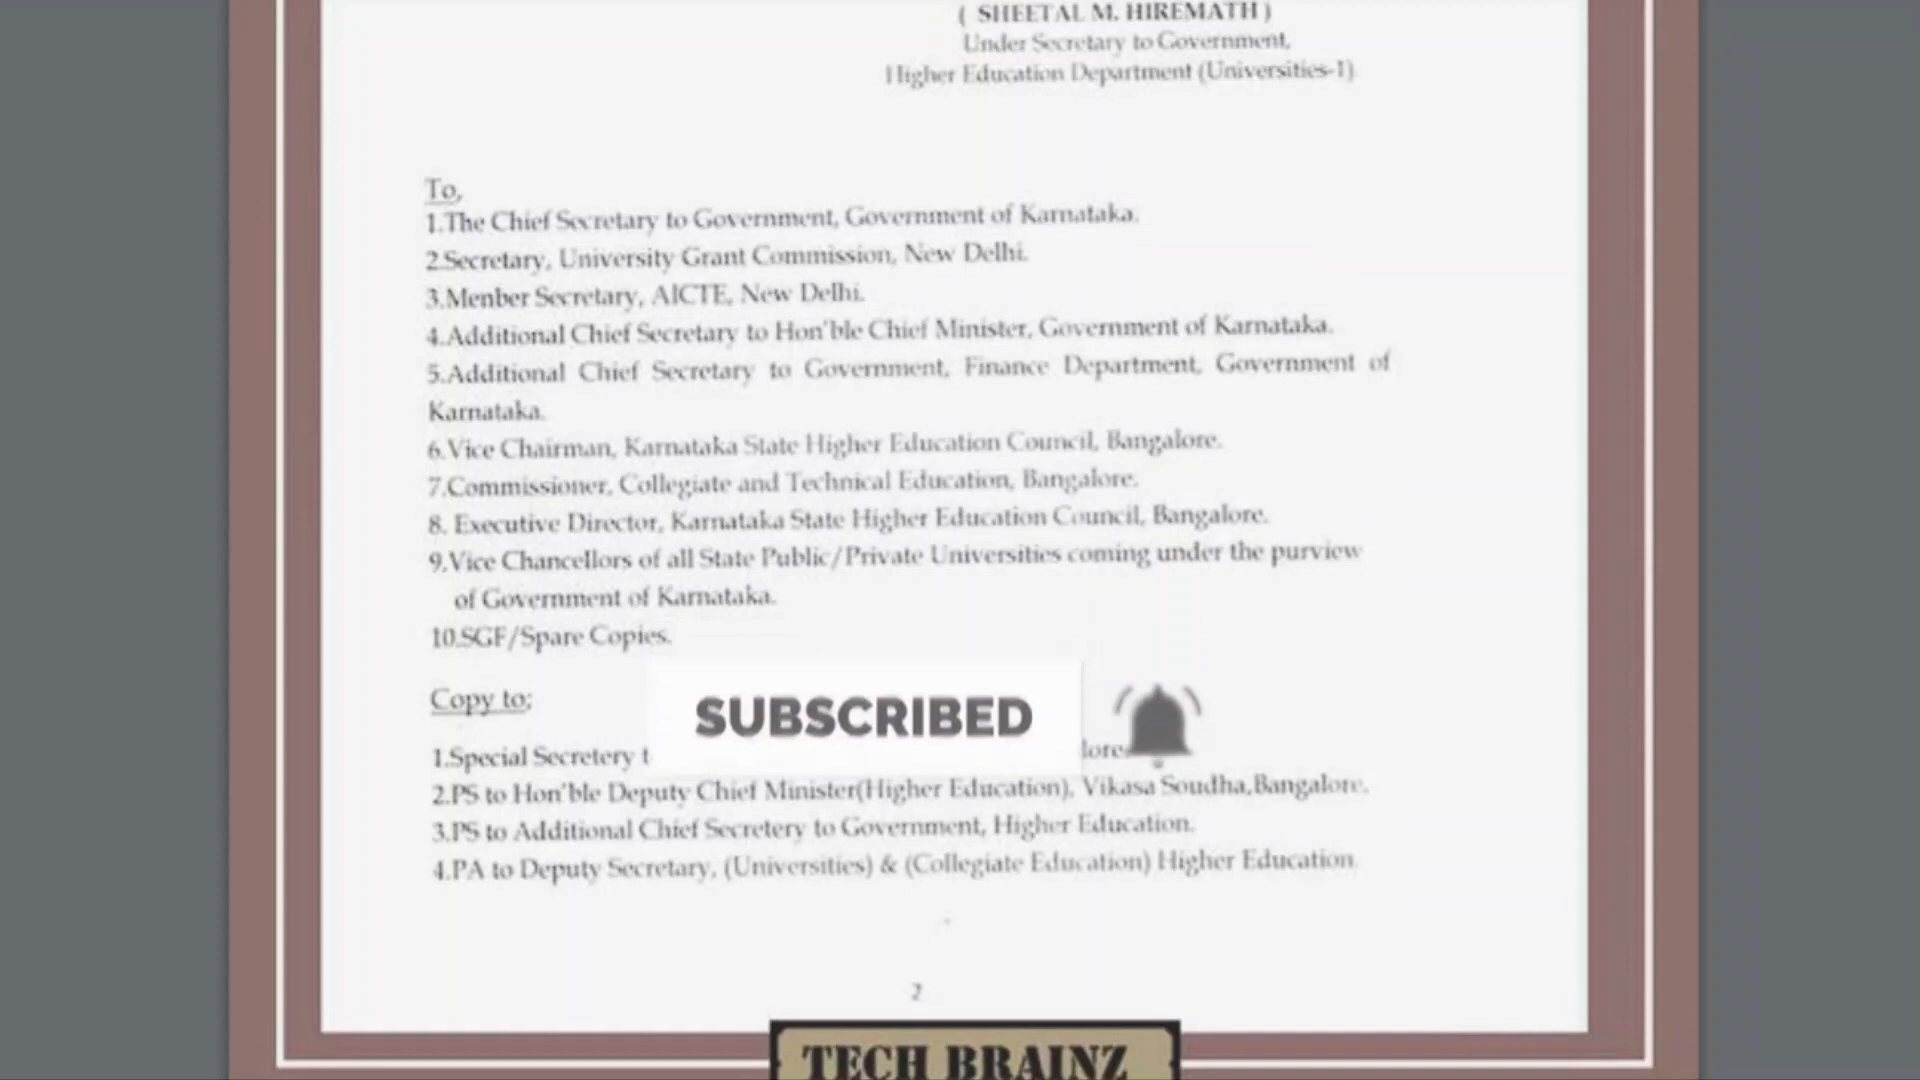 ( SHEETAL M. HIREMATH )
Under Secretary to Government,
Higher Education Department (Universities-1)
To,
1.The Chief Secretary to Government, Government of Karnataka.
2.Secretary, University Grant Commission, New Delhi.
3.Menber Secretary, AICTE, New Delhi.
4.Additional Chief Secretary to Hon'ble Chief Minister, Government of Karnataka.
5.Additional Chief Secretary to Government, Finance Department, Government of
Karnataka.
6.Vice Chairman, Karnataka State Higher Education Council, Bangalore.
7.Commissioner, Collegiate and Technical Education, Bangalore.
8. Executive Director, Karnataka State Higher Education Council, Bangalore.
9.Vice Chancellors of all State Public/Private Universities coming under the purview
of Government of Karnataka.
10.SGF/Spare Copies.
Copy to;
SUBSCRIBED
1.Special Secretery t lore.
2.PS to Hon'ble Deputy Chief Minister(Higher Education), Vikasa Soudha,Bangalore.
3.PS to Additional Chief Secretery to Government, Higher Education.
4.PA to Deputy Secretary, (Universities) & (Collegiate Education) Higher Education
2
TECH BRAINZ